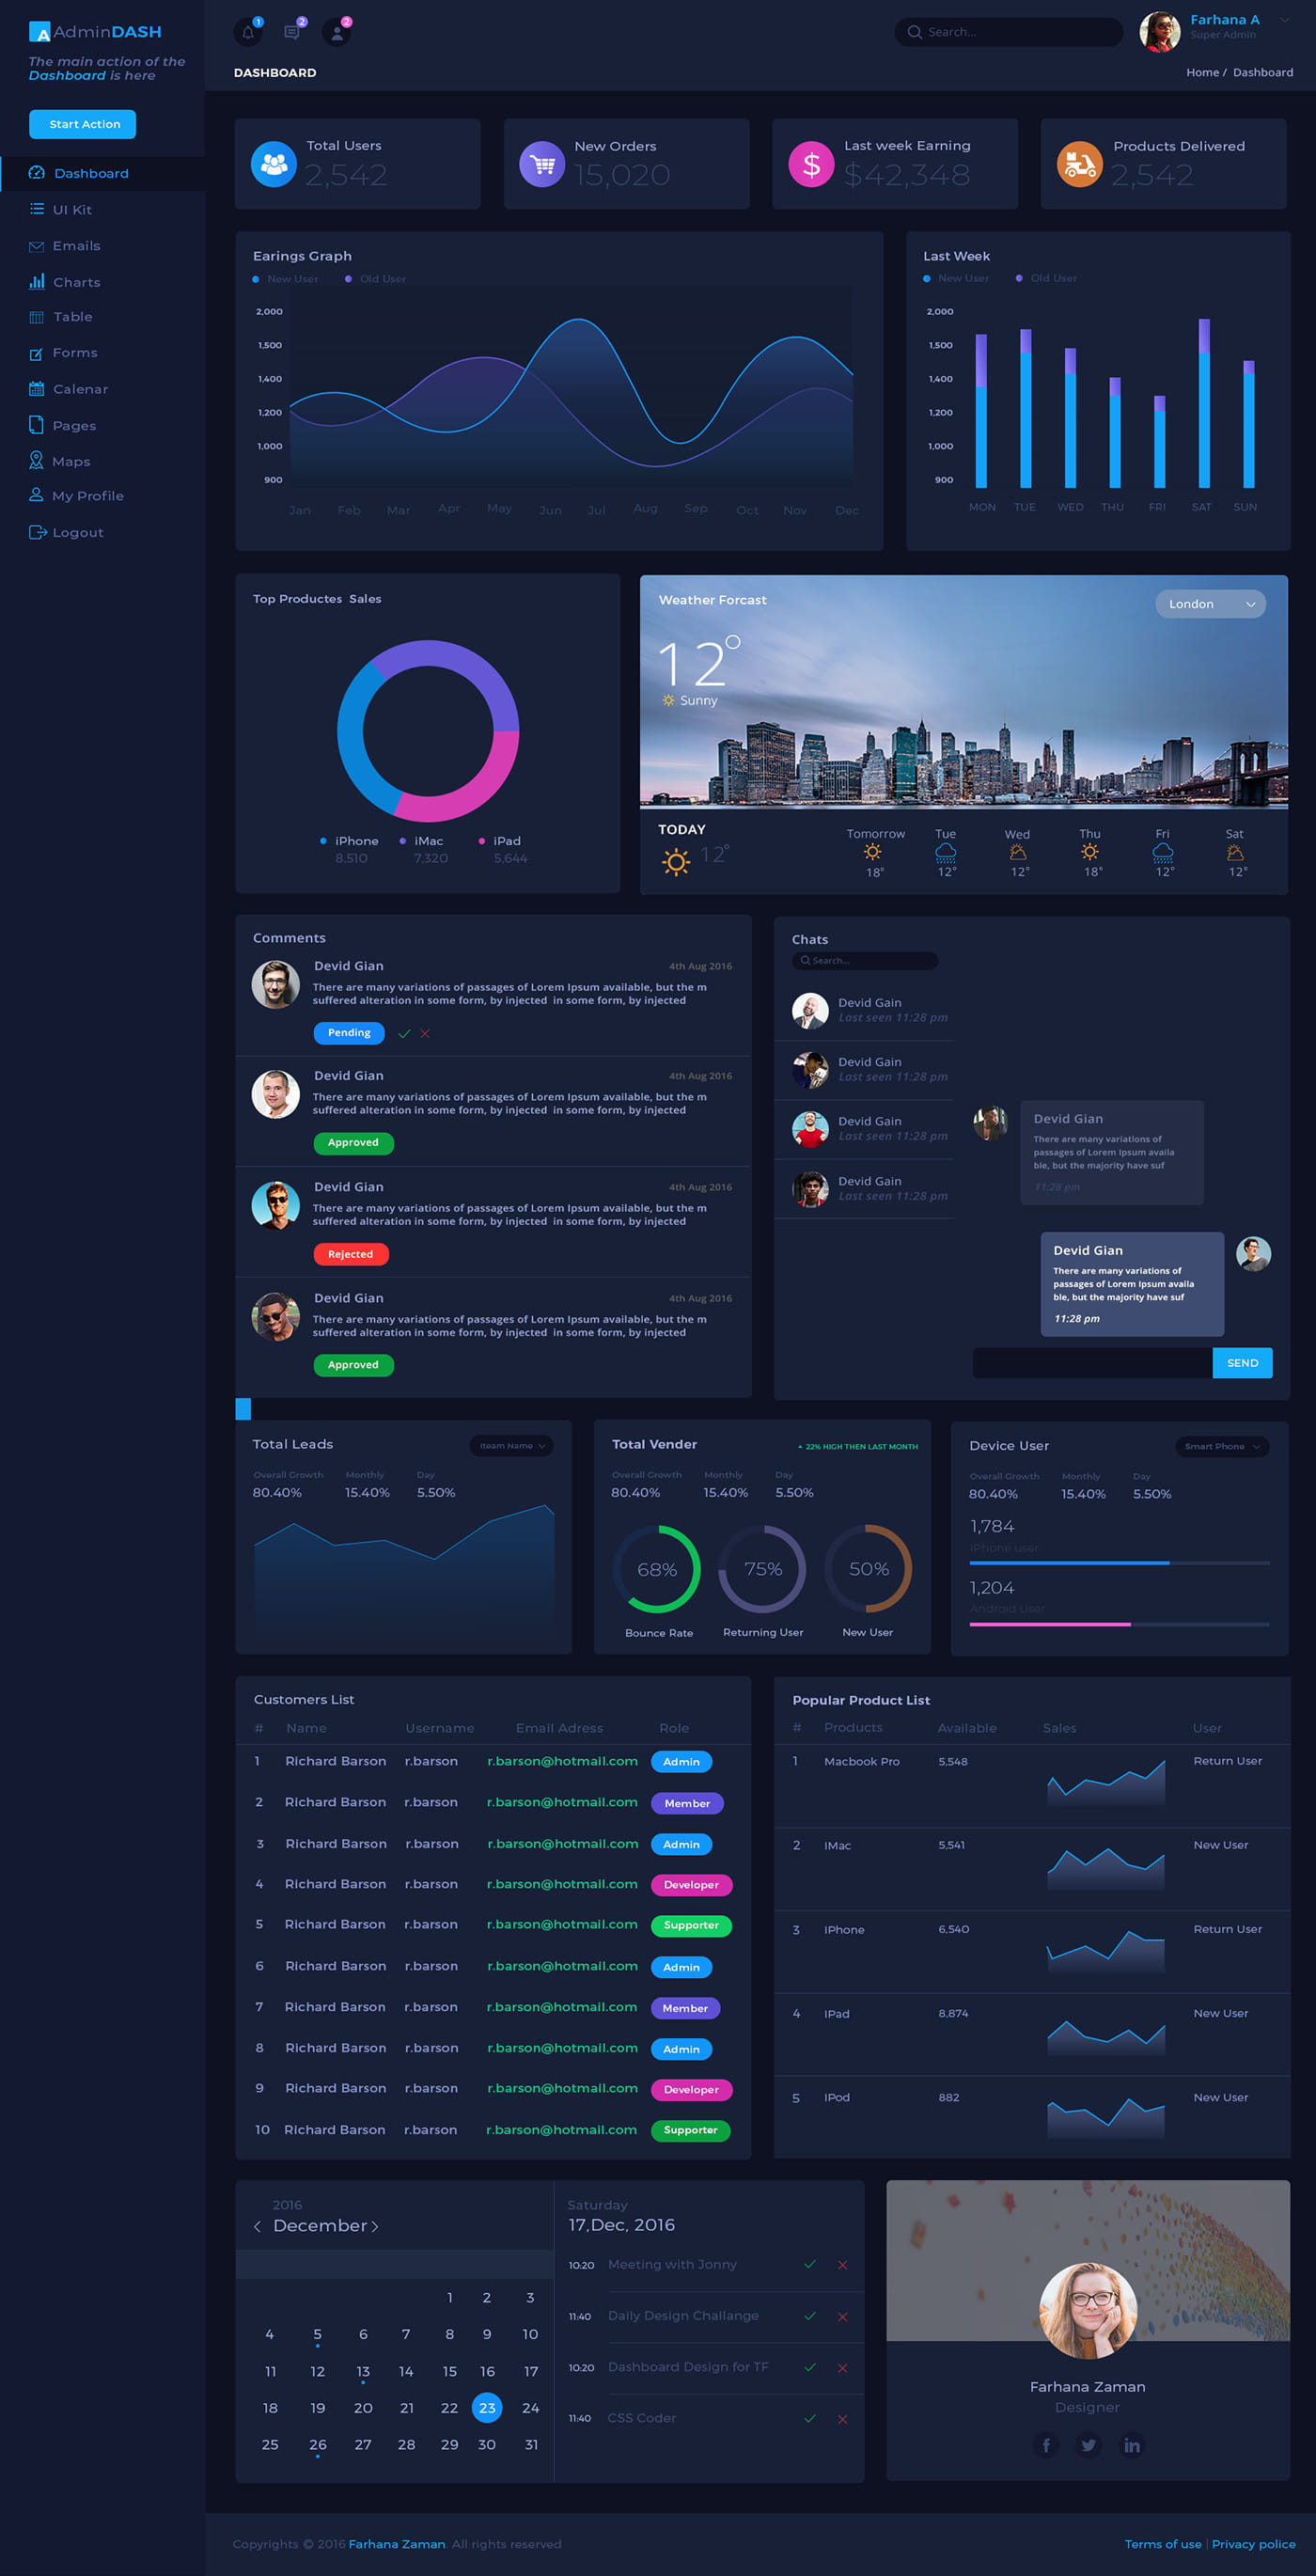 AdminDASH
The main action of the
Dashboard is here
Start Action
Dashboard
UI Kit
Emails
Charts
Table
Forms
Calenar
Pages
Maps
My Profile
Logout
1
2
2
Search...
Farhana A
Super Admin
DASHBOARD
Home / Dashboard
Total Users
2,542
New Orders
15,020
Last week Earning
$42,348
Products Delivered
2,542
Earings Graph
New User Old User
2,000
1,500
1,400
1,200
1,000
900
Jan Feb Mar Apr May Jun Jul Aug Sep Oct Nov Dec
Last Week
New User Old User
2,000
1,500
1,400
1,200
1,000
900
MON TUE WED THU FRI SAT SUN
Top Productes Sales
iPhone iMac iPad
8,510 7,320 5,644
Weather Forcast
London
12°
Sunny
TODAY
12°
Tomorrow Tue Wed Thu Fri Sat
18° 12° 12° 18° 12° 12°
Comments
Devid Gian 4th Aug 2016
There are many variations of passages of Lorem Ipsum available, but the m
suffered alteration in some form, by injected in some form, by injected
Pending
Devid Gian 4th Aug 2016
There are many variations of passages of Lorem Ipsum available, but the m
suffered alteration in some form, by injected in some form, by injected
Approved
Devid Gian 4th Aug 2016
There are many variations of passages of Lorem Ipsum available, but the m
suffered alteration in some form, by injected in some form, by injected
Rejected
Devid Gian 4th Aug 2016
There are many variations of passages of Lorem Ipsum available, but the m
suffered alteration in some form, by injected in some form, by injected
Approved
Chats
Search...
Devid Gain
Last seen 11:28 pm
Devid Gain
Last seen 11:28 pm
Devid Gain
Last seen 11:28 pm
Devid Gain
Last seen 11:28 pm
Devid Gian
There are many variations of
passages of Lorem Ipsum availa
ble, but the majority have suf
11:28 pm
Devid Gian
There are many variations of
passages of Lorem Ipsum availa
ble, but the majority have suf
11:28 pm
SEND
Total Leads
Iteam Name
Overall Growth Monthly Day
80.40% 15.40% 5.50%
Total Vender
22% HIGH THEN LAST MONTH
Overall Growth Monthly Day
80.40% 15.40% 5.50%
68% 75% 50%
Bounce Rate Returning User New User
Device User
Smart Phone
Overall Growth Monthly Day
80.40% 15.40% 5.50%
1,784
IPhone user
1,204
Android User
Customers List
# Name Username Email Adress Role
1 Richard Barson r.barson r.barson@hotmail.com Admin
2 Richard Barson r.barson r.barson@hotmail.com Member
3 Richard Barson r.barson r.barson@hotmail.com Admin
4 Richard Barson r.barson r.barson@hotmail.com Developer
5 Richard Barson r.barson r.barson@hotmail.com Supporter
6 Richard Barson r.barson r.barson@hotmail.com Admin
7 Richard Barson r.barson r.barson@hotmail.com Member
8 Richard Barson r.barson r.barson@hotmail.com Admin
9 Richard Barson r.barson r.barson@hotmail.com Developer
10 Richard Barson r.barson r.barson@hotmail.com Supporter
Popular Product List
# Products Available Sales User
1 Macbook Pro 5,548 Return User
2 IMac 5,541 New User
3 IPhone 6,540 Return User
4 IPad 8,874 New User
5 IPod 882 New User
2016
December
1 2 3
4 5 6 7 8 9 10
11 12 13 14 15 16 17
18 19 20 21 22 23 24
25 26 27 28 29 30 31
Saturday
17,Dec, 2016
10:20 Meeting with Jonny
11:40 Daily Design Challange
10:20 Dashboard Design for TF
11:40 CSS Coder
Farhana Zaman
Designer
Copyrights © 2016 Farhana Zaman All rights reserved
Terms of use | Privacy police